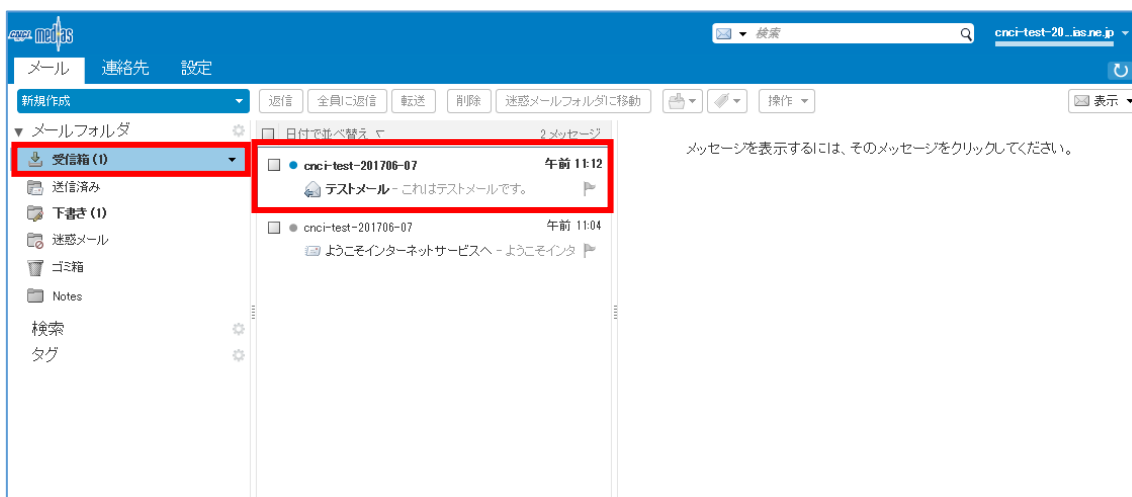 cnci medias
検索
cnci-test-20...ias.ne.jp
メール 連絡先 設定
新規作成
返信 全員に返信 転送 削除 迷惑メールフォルダに移動 操作 表示
メールフォルダ
受信箱 (1)
送信済み
下書き (1)
迷惑メール
ゴミ箱
Notes
検索
タグ
日付で並べ替え 2 メッセージ
cnci-test-201706-07 午前 11:12
テストメール - これはテストメールです。
cnci-test-201706-07 午前 11:04
ようこそインターネットサービスへ - ようこそインタ
メッセージを表示するには、そのメッセージをクリックしてください。